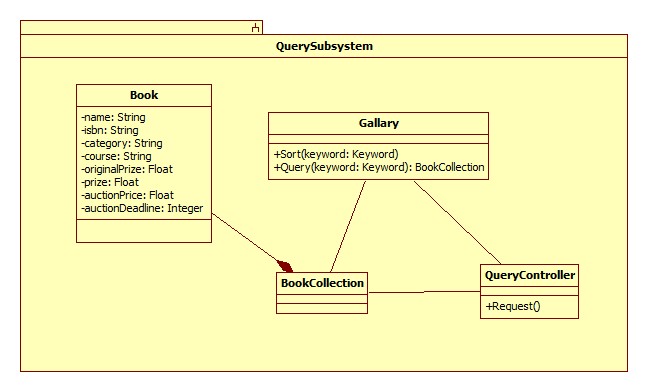 QuerySubsystem
Book
-name: String
-isbn: String
-category: String
-course: String
-originalPrize: Float
-prize: Float
-auctionPrice: Float
-auctionDeadline: Integer
Gallary
+Sort(keyword: Keyword)
+Query(keyword: Keyword): BookCollection
BookCollection
QueryController
+Request()